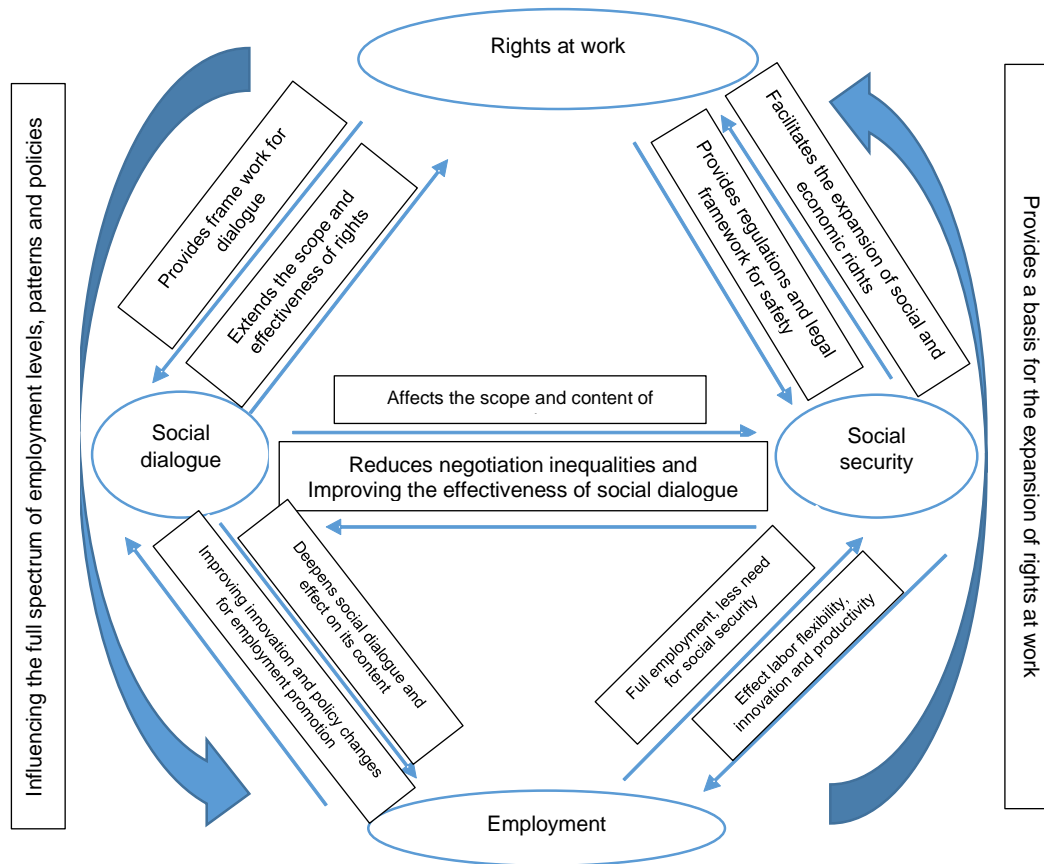 Rights at work
Influencing the full spectrum of employment levels, patterns and policies
Provides frame work for
dialogue
Extends the scope and
effectiveness of rights
Provides regulations and legal
framework for safety
Facilitates the expansion of social and
economic rights
Provides a basis for the expansion of rights at work
Social
dialogue
Affects the scope and content of
Social
security
Reduces negotiation inequalities and
Improving the effectiveness of social dialogue
Improving innovation and policy changes
for employment promotion
Deepens social dialogue and
effect on its content
Full employment, less need
for social security
Effect labor flexibility,
innovation and productivity
Employment